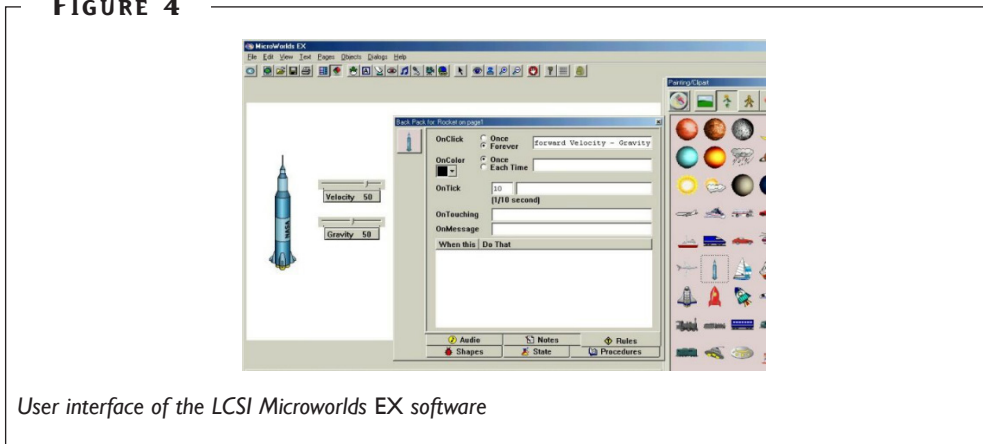 FIGURE 4
MicroWorlds EX
File Edit View Text Pages Objects Dialogs Help
Painting/Clipart
Back Pack for Rocket on page1
OnClick Once
Forever forward Velocity - Gravity
OnColor Once
Each Time
OnTick 10
(1/10 second)
OnTouching
OnMessage
When this Do That
Velocity 50
Gravity 50
NASA
Audio Notes Rules
Shapes State Procedures
User interface of the LCSI Microworlds EX software